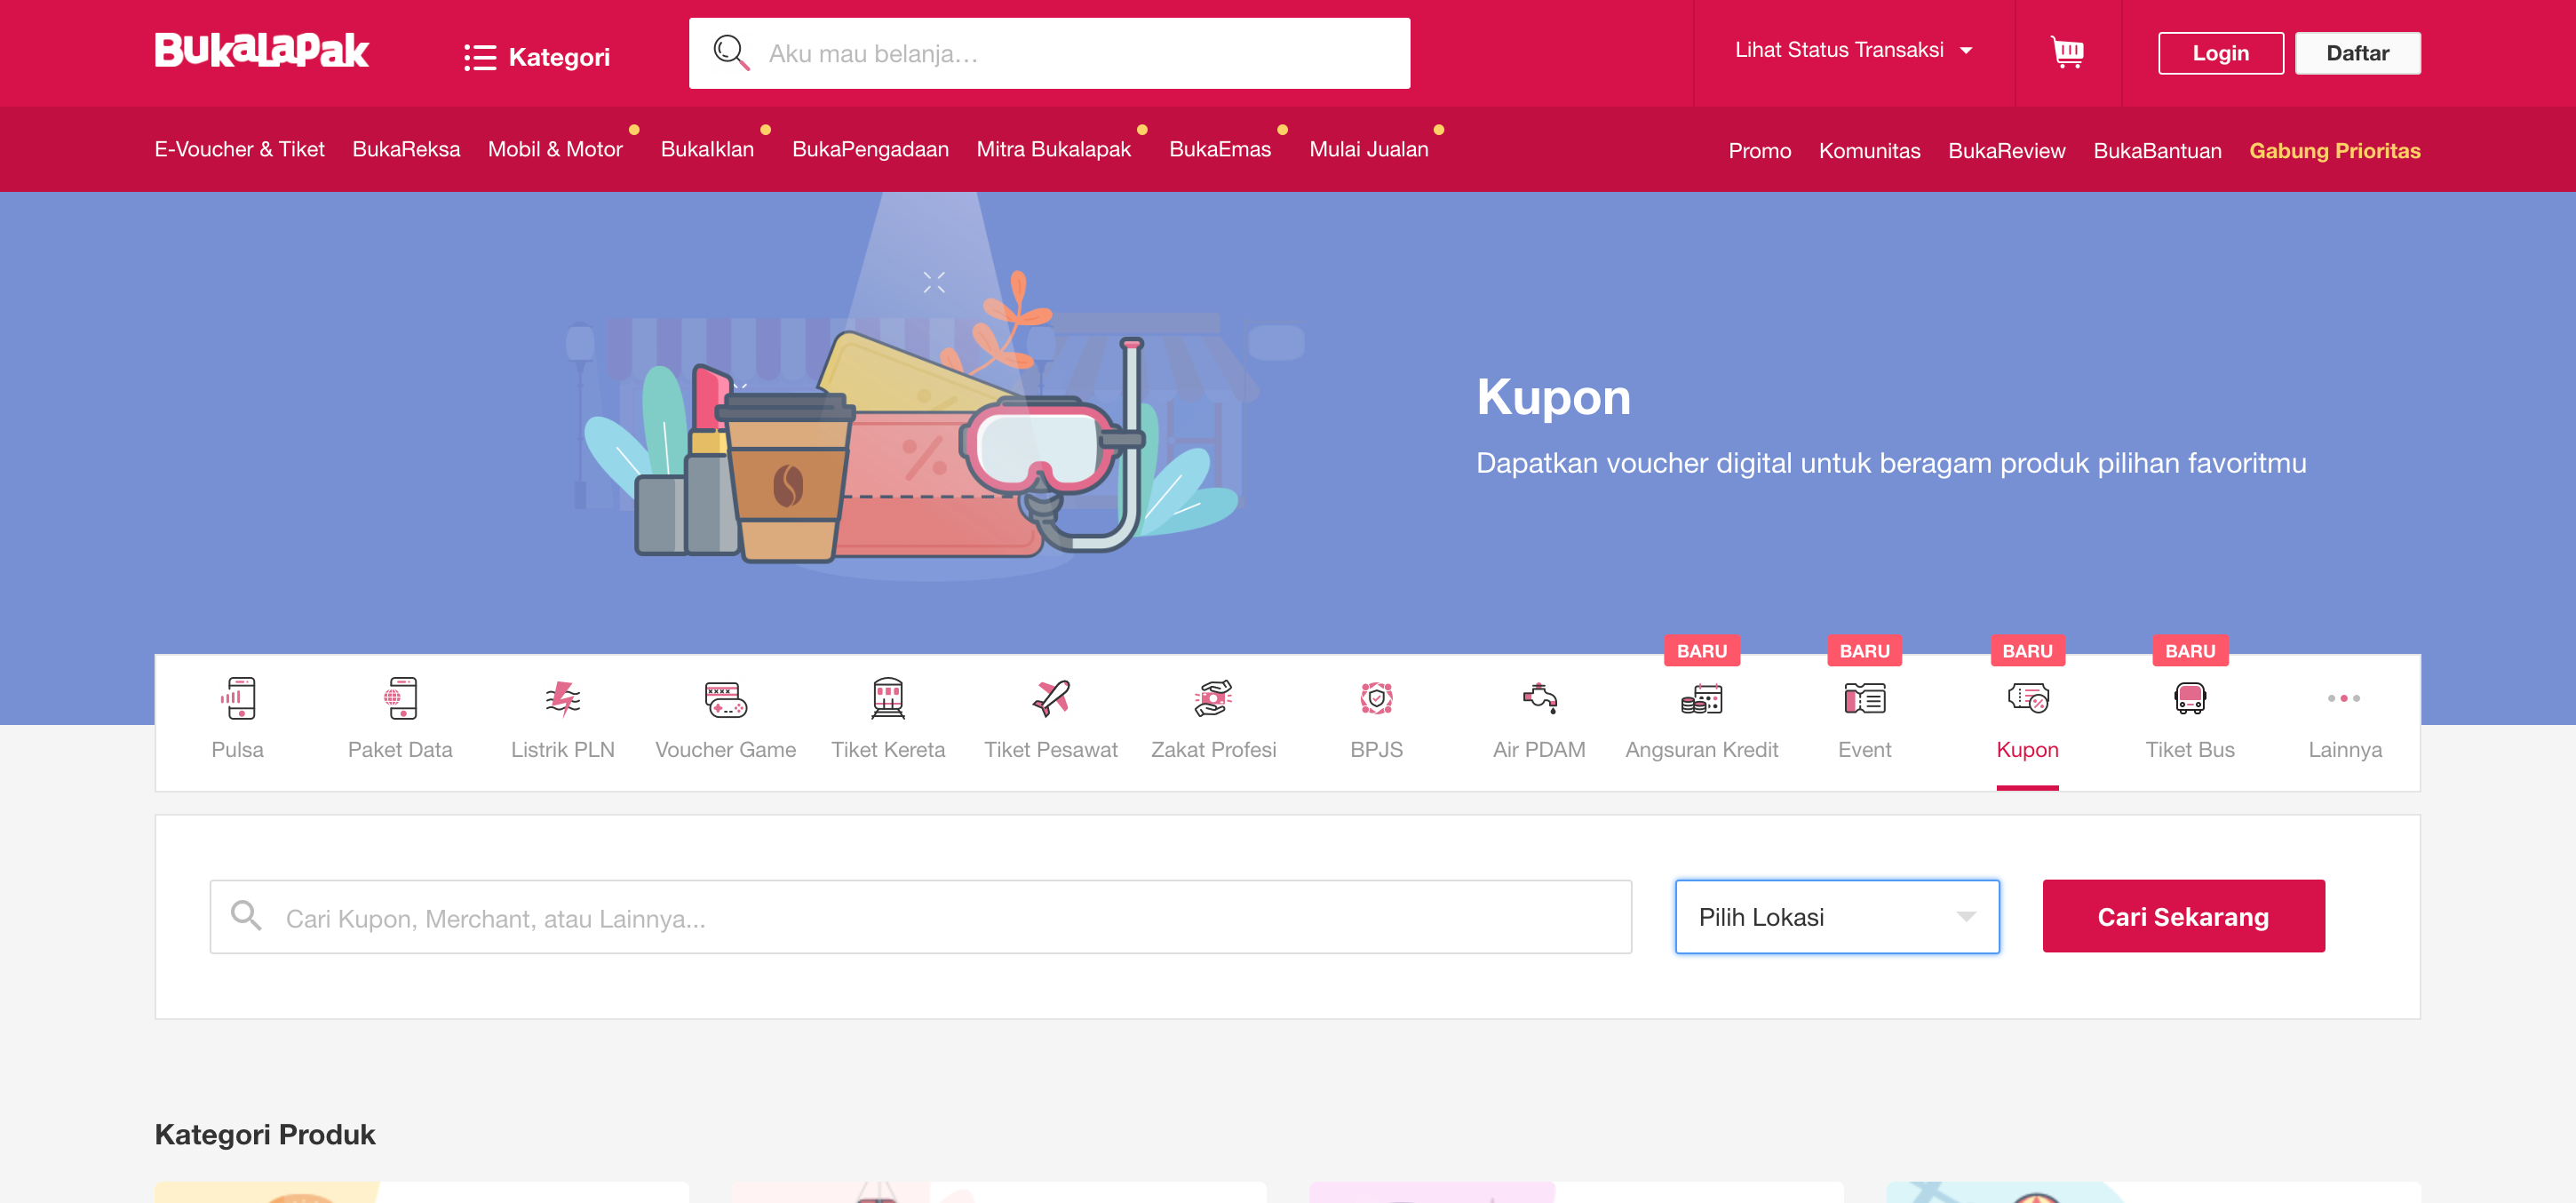 BukaLapak
Kategori
Aku mau belanja...
Lihat Status Transaksi
Login
Daftar
E-Voucher & Tiket BukaReksa Mobil & Motor BukaIklan BukaPengadaan Mitra Bukalapak BukaEmas Mulai Jualan
Promo Komunitas BukaReview BukaBantuan Gabung Prioritas
Kupon
Dapatkan voucher digital untuk beragam produk pilihan favoritmu
BARU BARU BARU BARU
Pulsa Paket Data Listrik PLN Voucher Game Tiket Kereta Tiket Pesawat Zakat Profesi BPJS Air PDAM Angsuran Kredit Event Kupon Tiket Bus Lainnya
Cari Kupon, Merchant, atau Lainnya...
Pilih Lokasi
Cari Sekarang
Kategori Produk